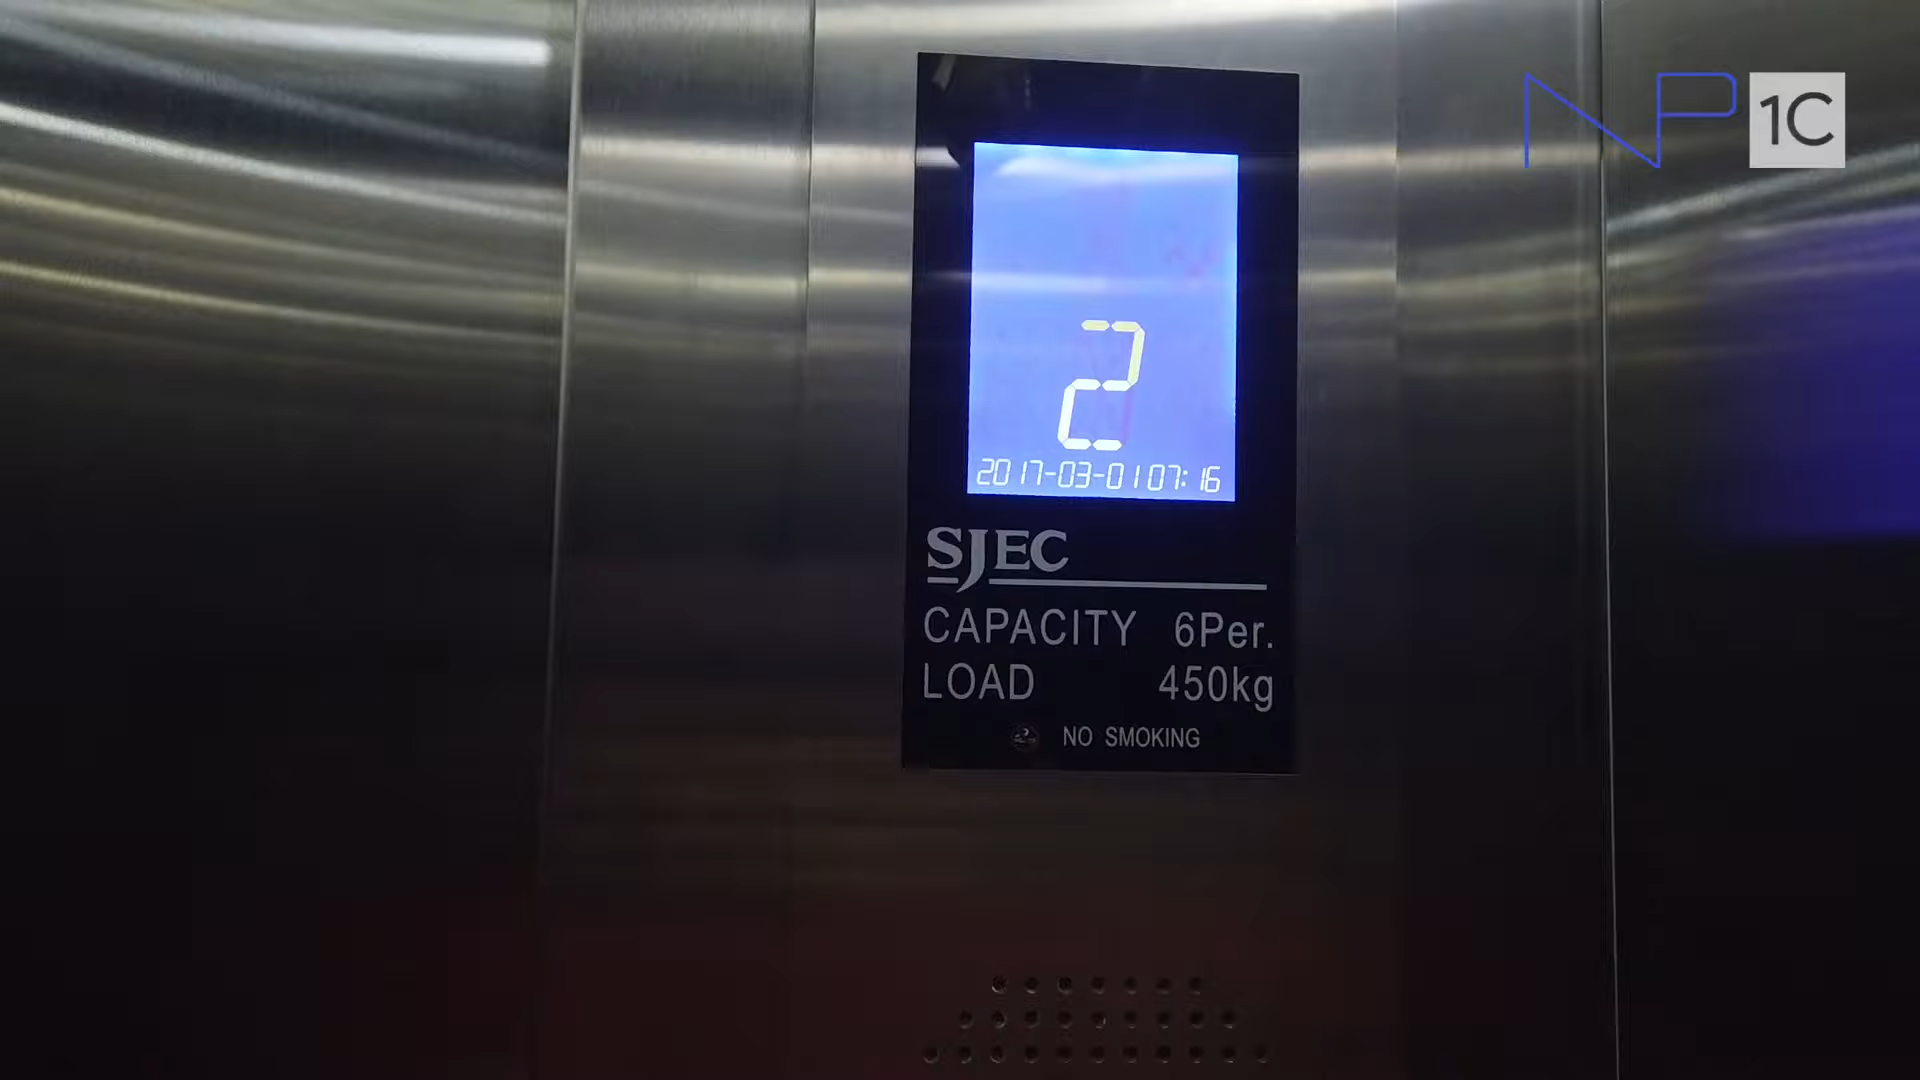 NP 1C
2
2017-03-01 07:16
SJEC
CAPACITY 6Per.
LOAD 450kg
NO SMOKING